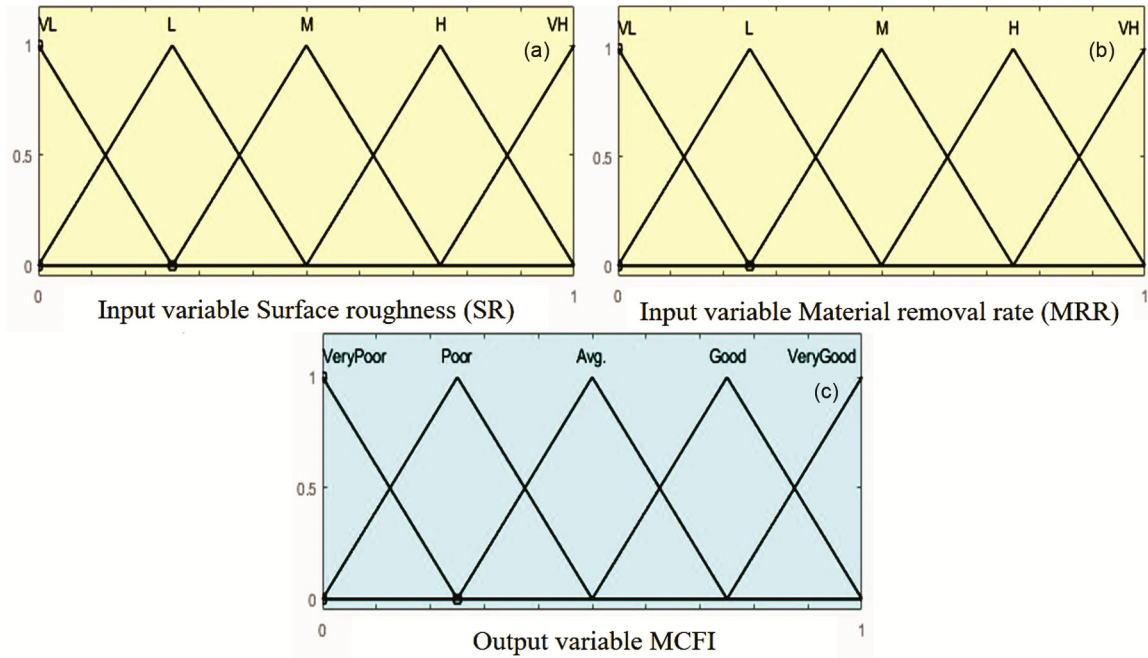 VL L M H VH
(a)
1
0.5
0
0 1
Input variable Surface roughness (SR)
VL L M H VH
(b)
1
0.5
0
0 1
Input variable Material removal rate (MRR)
VeryPoor Poor Avg. Good VeryGood
(c)
1
0.5
0
0 1
Output variable MCFI